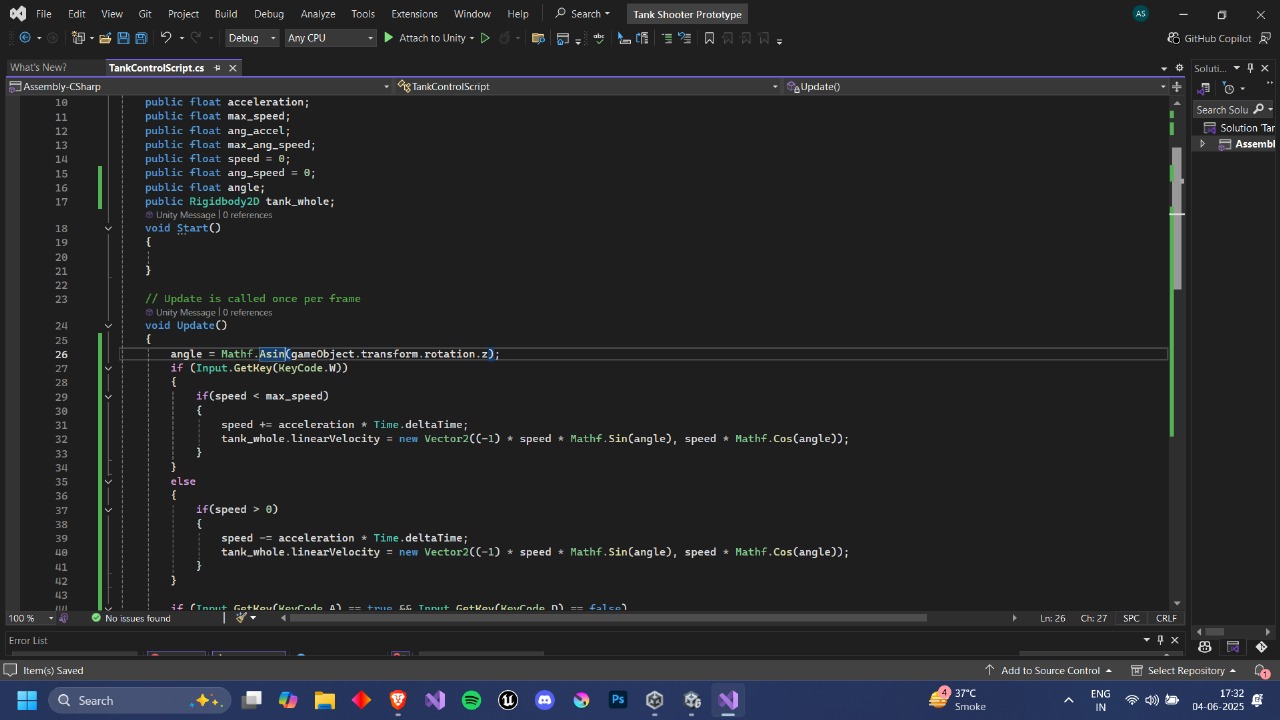 File Edit View Git Project Build Debug Analyze Tools Extensions Window Help Search Tank Shooter Prototype AS
Debug Any CPU Attach to Unity GitHub Copilot
What's New? TankControlScript.cs Soluti...
Assembly-CSharp TankControlScript Update()
Search Solu
Solution Tar
Assembl
10 public float acceleration;
11 public float max_speed;
12 public float ang_accel;
13 public float max_ang_speed;
14 public float speed = 0;
15 public float ang_speed = 0;
16 public float angle;
17 public Rigidbody2D tank_whole;
Unity Message | 0 references
18 void Start()
19 {
20
21 }
22
23 // Update is called once per frame
Unity Message | 0 references
24 void Update()
25 {
26 angle = Mathf.Asin(gameObject.transform.rotation.z);
27 if (Input.GetKey(KeyCode.W))
28 {
29 if(speed < max_speed)
30 {
31 speed += acceleration * Time.deltaTime;
32 tank_whole.linearVelocity = new Vector2((-1) * speed * Mathf.Sin(angle), speed * Mathf.Cos(angle));
33 }
34 }
35 else
36 {
37 if(speed > 0)
38 {
39 speed -= acceleration * Time.deltaTime;
40 tank_whole.linearVelocity = new Vector2((-1) * speed * Mathf.Sin(angle), speed * Mathf.Cos(angle));
41 }
42 }
43
44 if (Input.GetKey(KeyCode.A) == true && Input.GetKey(KeyCode.D) == false)
100 % No issues found Ln: 26 Ch: 27 SPC CRLF
Error List
Item(s) Saved Add to Source Control Select Repository 1
Search 4 37°C Smoke ENG IN 17:32 04-06-2025